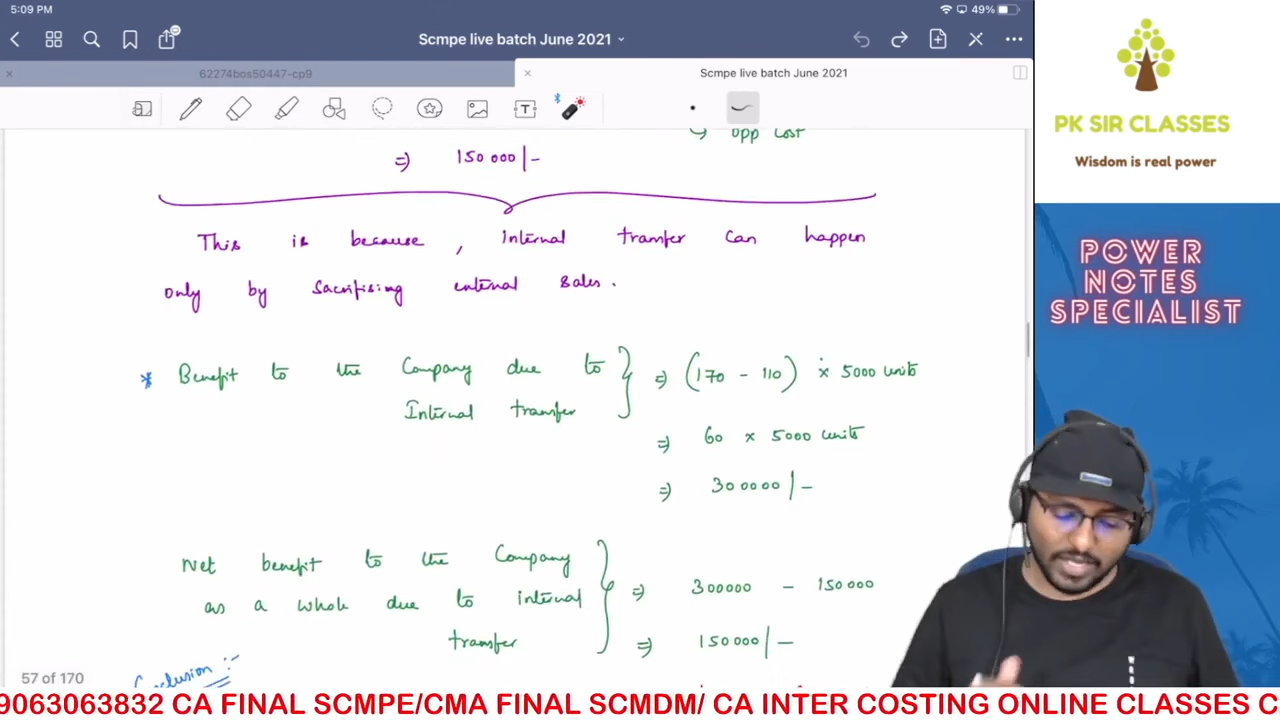 5:09 PM
49%
Scmpe live batch June 2021
62274bos50447-cp9
Scmpe live batch June 2021
PK SIR CLASSES
Wisdom is real power
POWER
NOTES
SPECIALIST
↳ opp cost
⇒ 150 000/-
This is because, internal transfer can happen
only by sacrifising external sales.
* Benefit to the Company due to
Internal transfer
⇒ (170 - 110) × 5000 units
⇒ 60 × 5000 units
⇒ 300000/-
Net benefit to the Company
as a whole due to internal
transfer
⇒ 300000 - 150000
⇒ 150000/-
Conclusion :-
57 of 170
9063063832 CA FINAL SCMPE/CMA FINAL SCMDM/ CA INTER COSTING ONLINE CLASSES C